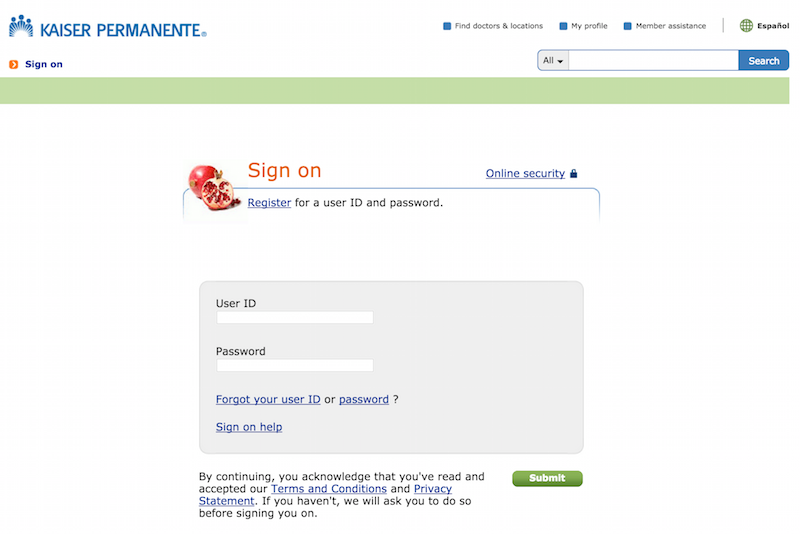 KAISER PERMANENTE®
Find doctors & locations
My profile
Member assistance
Español
Sign on
All
Search
Sign on
Online security
Register for a user ID and password.
User ID
Password
Forgot your user ID or password ?
Sign on help
By continuing, you acknowledge that you've read and
accepted our Terms and Conditions and Privacy
Statement. If you haven't, we will ask you to do so
before signing you on.
Submit